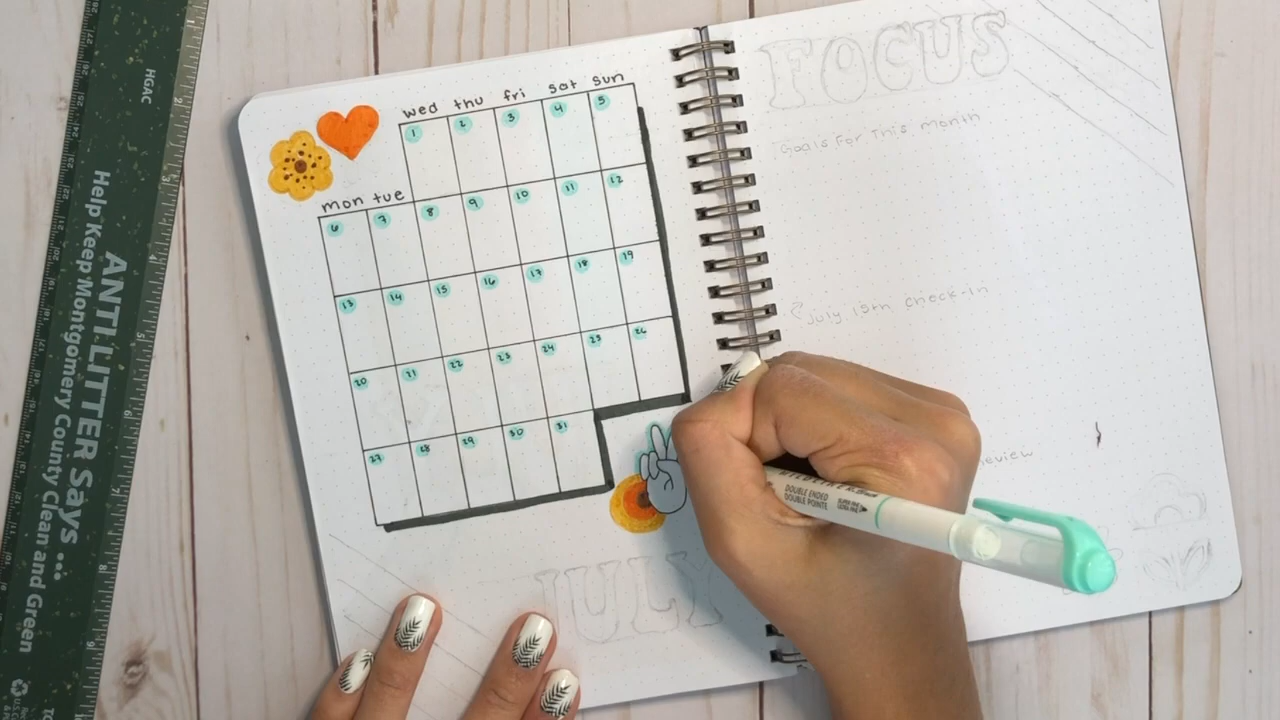 HGAC
ANTI LITTER Says ...
Help Keep Montgomery County Clean and Green
wed thu fri sat sun
1 2 3 4 5
mon tue
6 7 8 9 10 11 12
13 14 15 16 17 18 19
20 21 22 23 24 25 26
27 28 29 30 31
JULY
FOCUS
Goals For This month
July 15th check-in
review
DOUBLE ENDED
DOUBLE POINTE